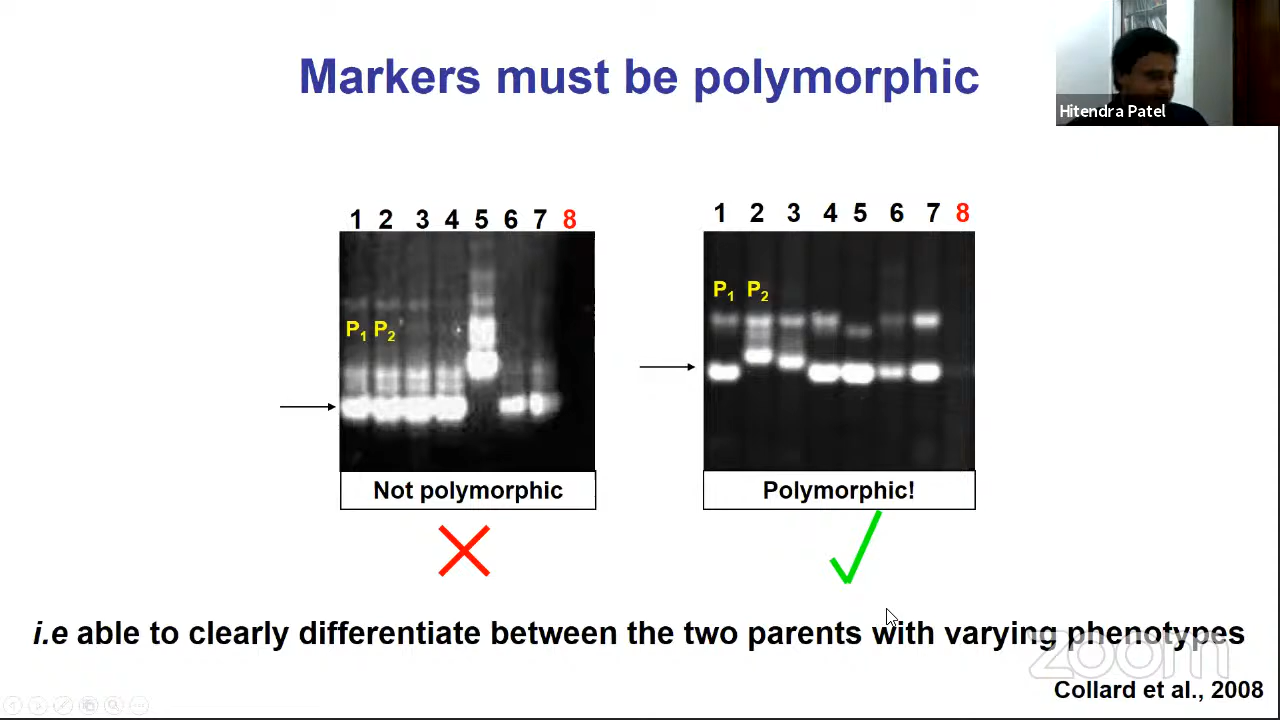 Markers must be polymorphic
Hitendra Patel
1 2 3 4 5 6 7 8
P1 P2
Not polymorphic
1 2 3 4 5 6 7 8
P1 P2
Polymorphic!
i.e able to clearly differentiate between the two parents with varying phenotypes
zoom
Collard et al., 2008